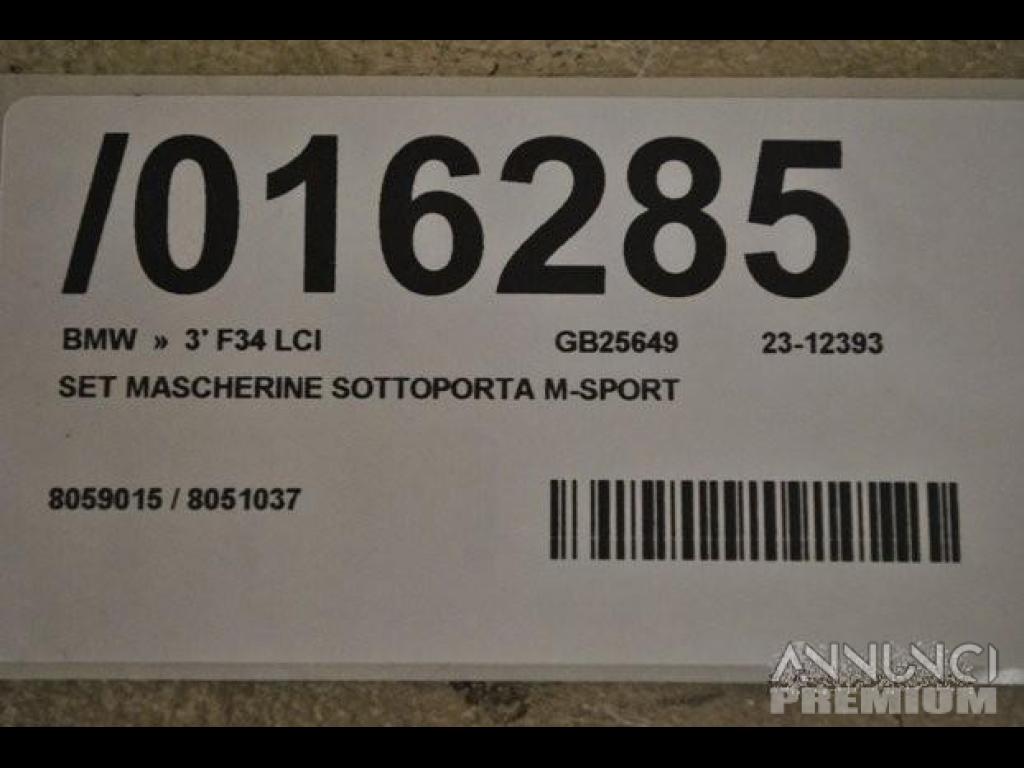 /016285
BMW » 3' F34 LCI GB25649 23-12393
SET MASCHERINE SOTTOPORTA M-SPORT
8059015 / 8051037
ANNUNCI
PREMIUM